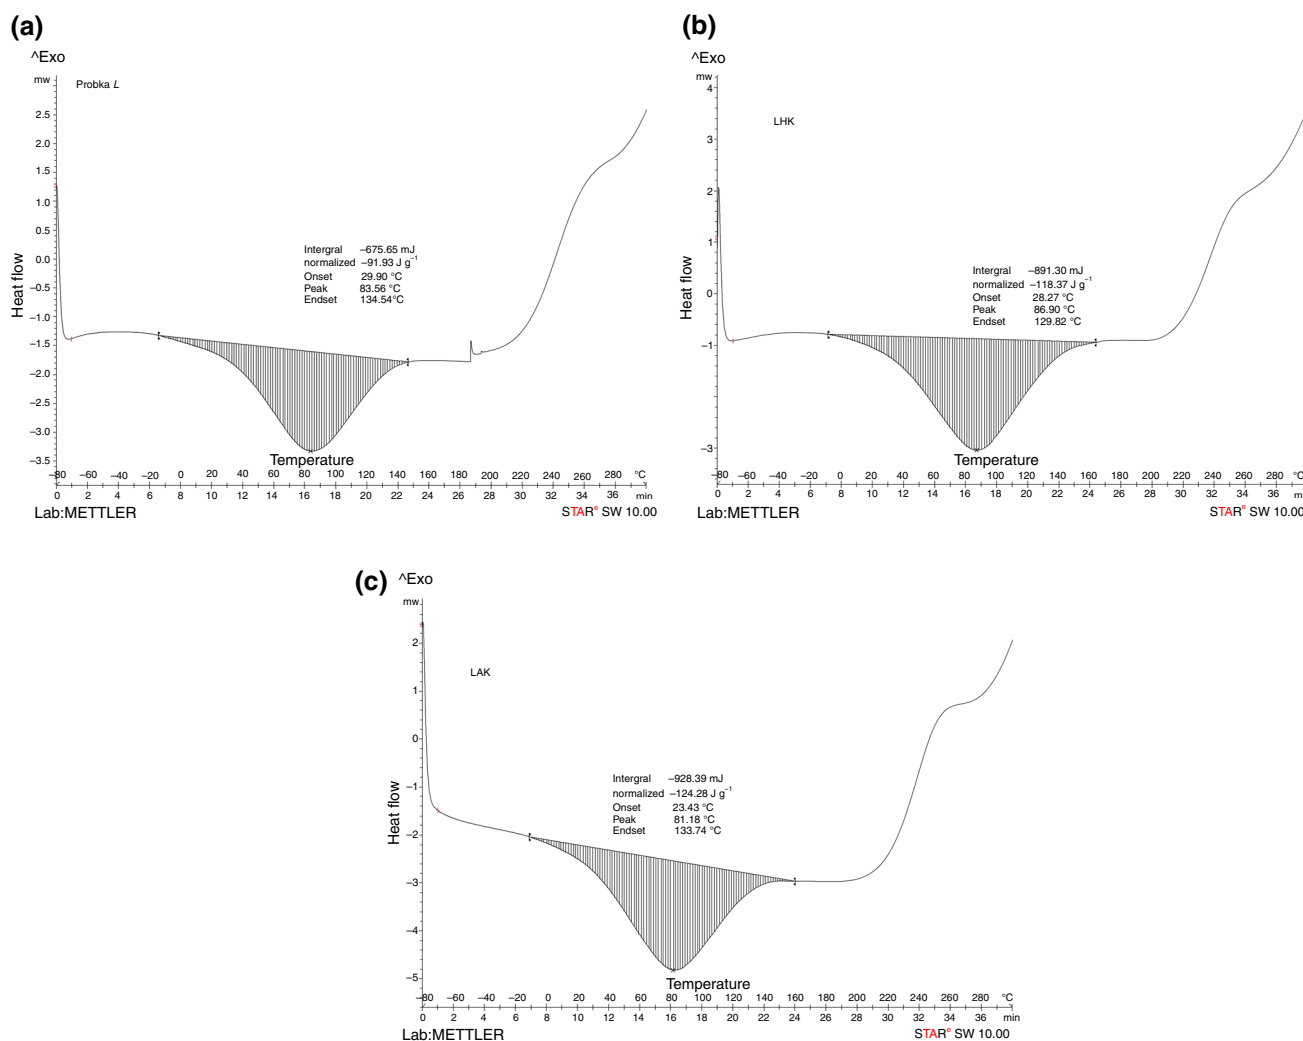 (a)
^Exo
mw
Probka L
2.5
2.0
1.5
1.0
0.5
0.0
−0.5
−1.0
−1.5
−2.0
−2.5
−3.0
−3.5
Heat flow
Intergral −675.65 mJ
normalized −91.93 J g⁻¹
Onset 29.90 °C
Peak 83.56 °C
Endset 134.54°C
Temperature
−80 −60 −40 −20 0 20 40 60 80 100 120 140 160 180 200 220 240 260 280 °C
0 2 4 6 8 10 12 14 16 18 20 22 24 26 28 30 32 34 36 min
Lab:METTLER
STARᵉ SW 10.00
(b)
^Exo
mw
LHK
4
3
2
1
0
−1
−3
Heat flow
Intergral −891.30 mJ
normalized −118.37 J g⁻¹
Onset 28.27 °C
Peak 86.90 °C
Endset 129.82 °C
Temperature
−80 −60 −40 −20 0 20 40 60 80 100 120 140 160 180 200 220 240 260 280 °C
0 2 4 6 8 10 12 14 16 18 20 22 24 26 28 30 32 34 36 m
Lab:METTLER
STARᵉ SW 10.00
(c)
^Exo
mw
LAK
2
1
0
−1
−2
−3
−4
−5
Heat flow
Intergral −928.39 mJ
normalized −124.28 J g⁻¹
Onset 23.43 °C
Peak 81.18 °C
Endset 133.74 °C
Temperature
−80 −60 −40 −20 0 20 40 60 80 100 120 140 160 180 200 220 240 260 280 °C
0 2 4 6 8 10 12 14 16 18 20 22 24 26 28 30 32 34 36 min
Lab:METTLER
STARᵉ SW 10.00